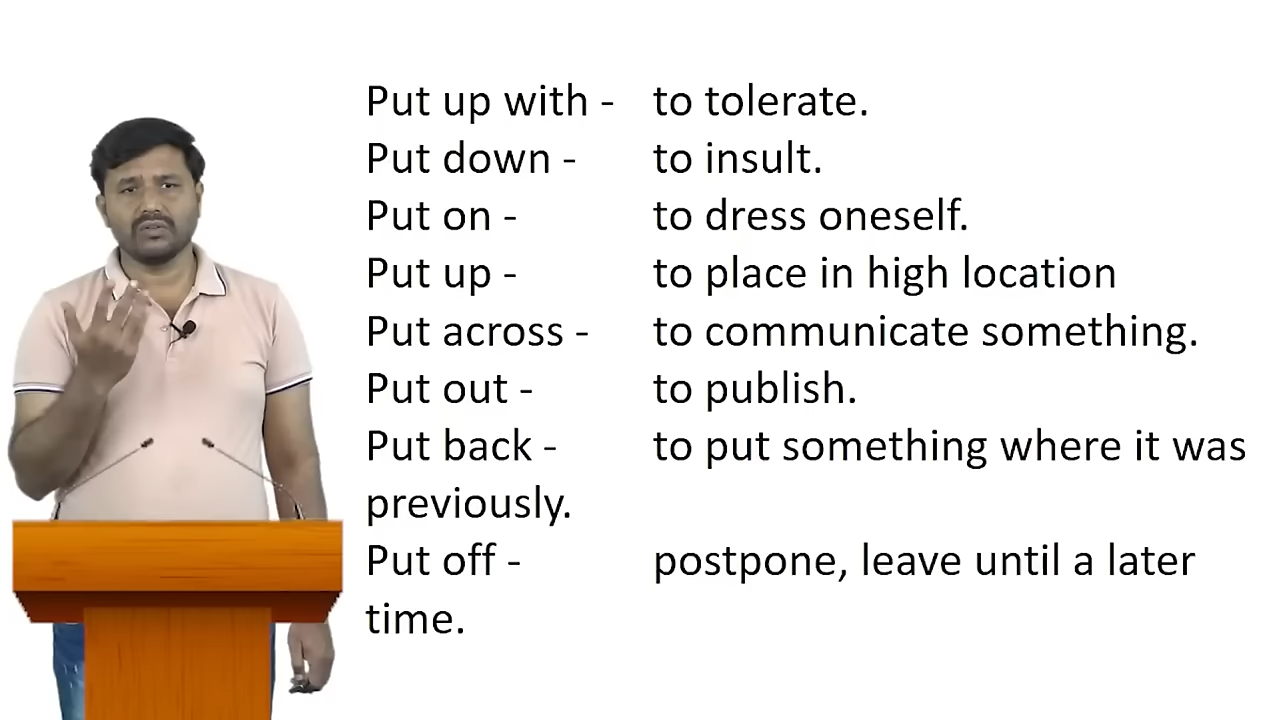 Put up with - to tolerate.
Put down - to insult.
Put on - to dress oneself.
Put up - to place in high location
Put across - to communicate something.
Put out - to publish.
Put back - to put something where it was
previously.
Put off - postpone, leave until a later
time.